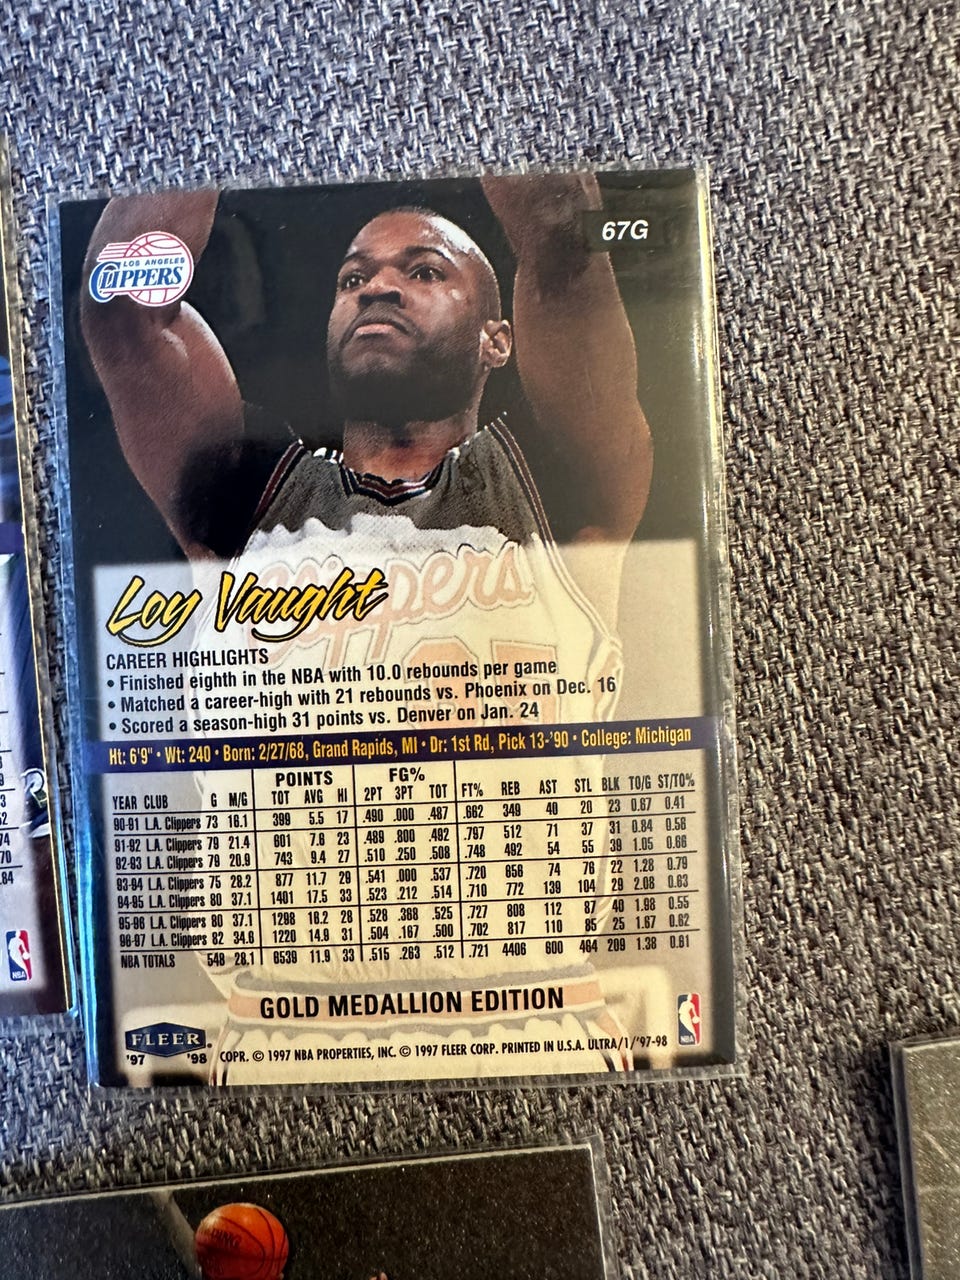 67G
LOS ANGELES
CLIPPERS
Clippers
Loy Vaught
CAREER HIGHLIGHTS
• Finished eighth in the NBA with 10.0 rebounds per game
• Matched a career-high with 21 rebounds vs. Phoenix on Dec. 16
• Scored a season-high 31 points vs. Denver on Jan. 24
Ht: 6'9" • Wt: 240 • Born: 2/27/68, Grand Rapids, MI • Dr: 1st Rd, Pick 13-'90 • College: Michigan
POINTS FG%
YEAR CLUB G M/G TOT AVG HI 2PT 3PT TOT FT% REB AST STL BLK TO/G ST/TO%
90-91 L.A. Clippers 73 16.1 399 5.5 17 .490 .000 .487 .662 349 40 20 23 0.67 0.41
91-92 L.A. Clippers 79 21.4 601 7.6 23 .489 .800 .492 .797 512 71 37 31 0.84 0.56
92-93 L.A. Clippers 79 20.9 743 9.4 27 .510 .250 .508 .748 492 54 55 39 1.05 0.66
93-94 L.A. Clippers 75 28.2 877 11.7 29 .541 .000 .537 .720 656 74 76 22 1.28 0.79
94-95 L.A. Clippers 80 37.1 1401 17.5 33 .523 .212 .514 .710 772 139 104 29 2.08 0.63
95-96 L.A. Clippers 80 37.1 1298 16.2 28 .528 .368 .525 .727 808 112 87 40 1.98 0.55
96-97 L.A. Clippers 82 34.6 1220 14.9 31 .504 .167 .500 .702 817 110 85 25 1.67 0.62
NBA TOTALS 548 28.1 6539 11.9 33 .515 .263 .512 .721 4406 600 464 209 1.38 0.61
GOLD MEDALLION EDITION
FLEER
'97 '98
COPR. © 1997 NBA PROPERTIES, INC. © 1997 FLEER CORP. PRINTED IN U.S.A. ULTRA/1/'97-98
NBA
NBA